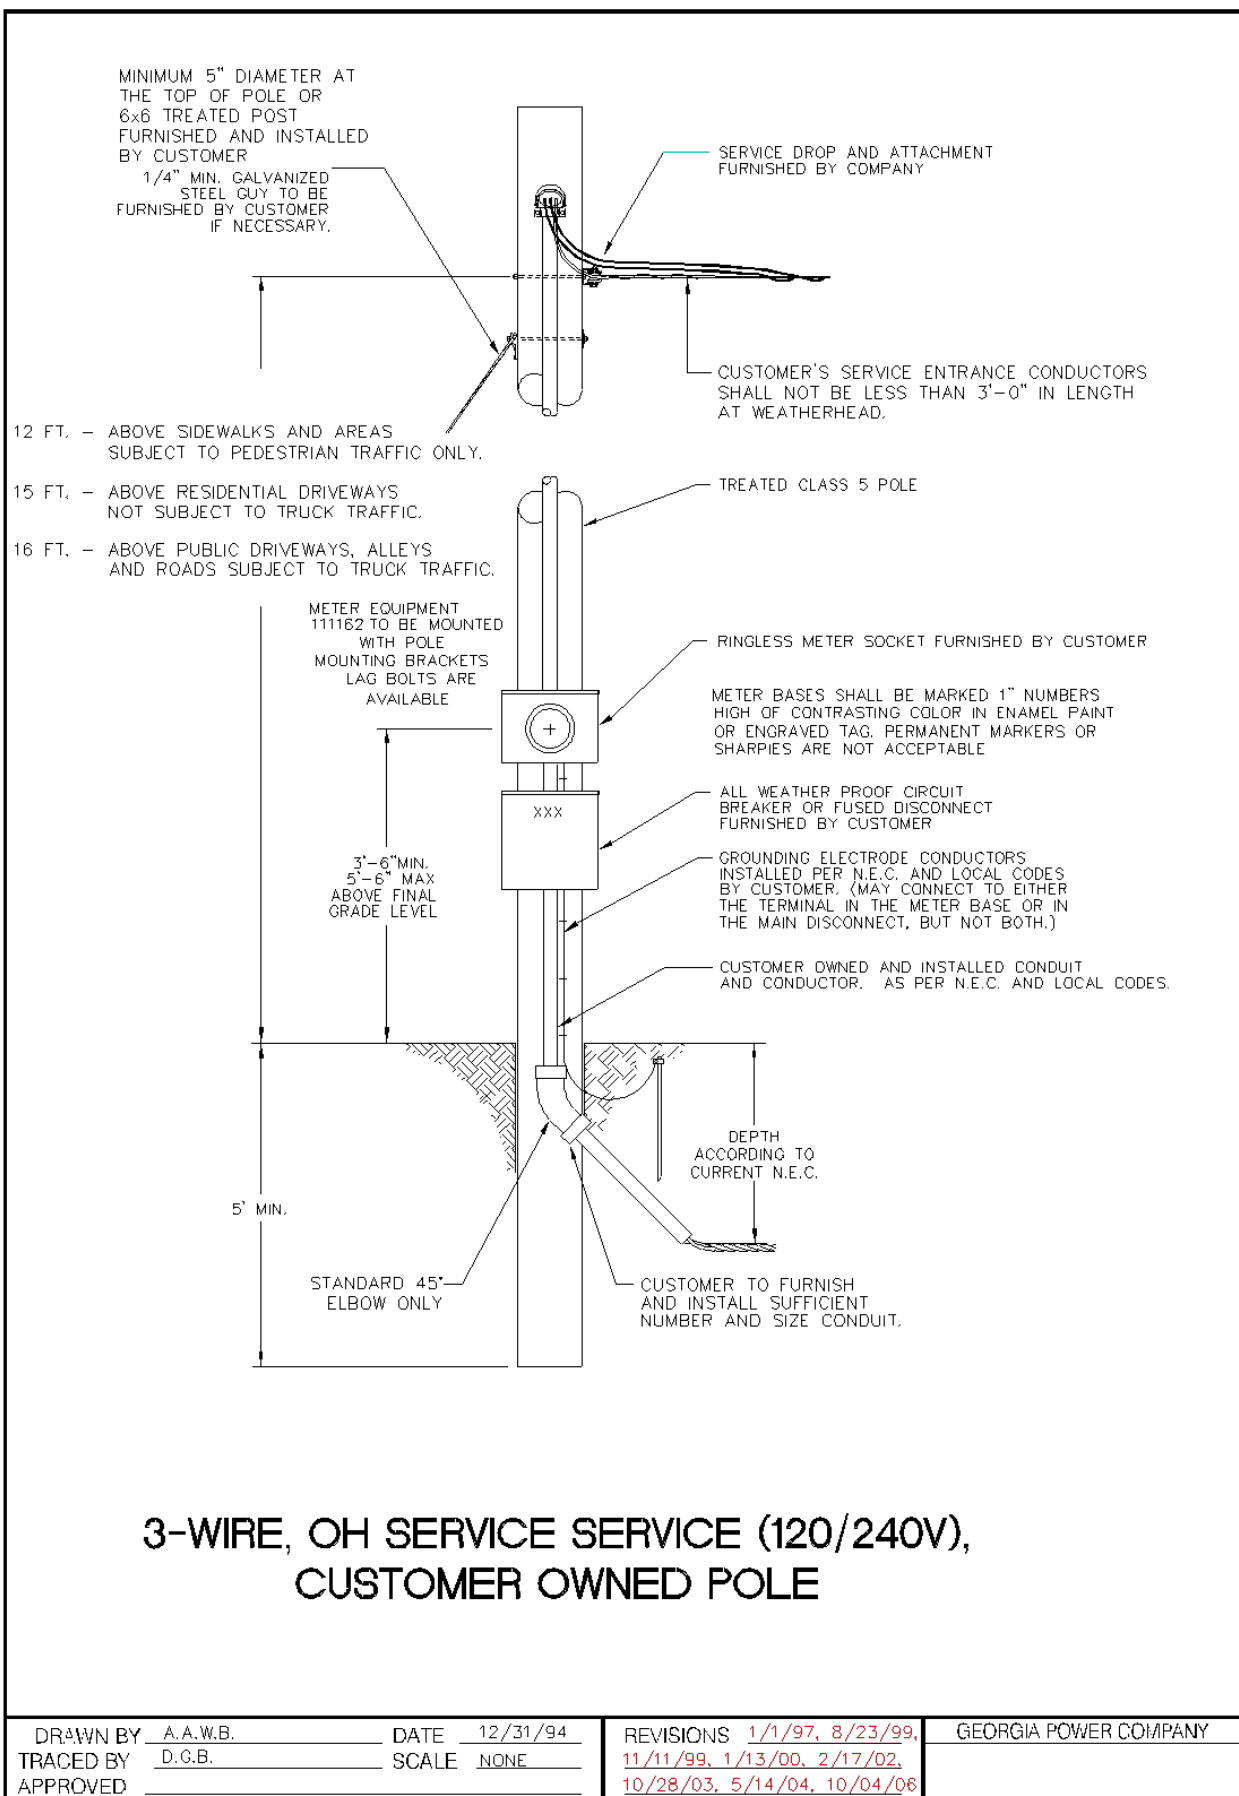 MINIMUM 5" DIAMETER AT
THE TOP OF POLE OR
6x6 TREATED POST
FURNISHED AND INSTALLED
BY CUSTOMER
1/4" MIN. GALVANIZED
STEEL GUY TO BE
FURNISHED BY CUSTOMER
IF NECESSARY.
SERVICE DROP AND ATTACHMENT
FURNISHED BY COMPANY
CUSTOMER'S SERVICE ENTRANCE CONDUCTORS
SHALL NOT BE LESS THAN 3'-0" IN LENGTH
AT WEATHERHEAD.
12 FT. - ABOVE SIDEWALKS AND AREAS
SUBJECT TO PEDESTRIAN TRAFFIC ONLY.
15 FT. - ABOVE RESIDENTIAL DRIVEWAYS
NOT SUBJECT TO TRUCK TRAFFIC.
16 FT. - ABOVE PUBLIC DRIVEWAYS, ALLEYS
AND ROADS SUBJECT TO TRUCK TRAFFIC.
TREATED CLASS 5 POLE
METER EQUIPMENT
111162 TO BE MOUNTED
WITH POLE
MOUNTING BRACKETS
LAG BOLTS ARE
AVAILABLE
RINGLESS METER SOCKET FURNISHED BY CUSTOMER
METER BASES SHALL BE MARKED 1" NUMBERS
HIGH OF CONTRASTING COLOR IN ENAMEL PAINT
OR ENGRAVED TAG. PERMANENT MARKERS OR
SHARPIES ARE NOT ACCEPTABLE
XXX
ALL WEATHER PROOF CIRCUIT
BREAKER OR FUSED DISCONNECT
FURNISHED BY CUSTOMER
3'-6" MIN.
5'-6" MAX
ABOVE FINAL
GRADE LEVEL
GROUNDING ELECTRODE CONDUCTORS
INSTALLED PER N.E.C. AND LOCAL CODES
BY CUSTOMER. (MAY CONNECT TO EITHER
THE TERMINAL IN THE METER BASE OR IN
THE MAIN DISCONNECT, BUT NOT BOTH.)
CUSTOMER OWNED AND INSTALLED CONDUIT
AND CONDUCTOR. AS PER N.E.C. AND LOCAL CODES.
DEPTH
ACCORDING TO
CURRENT N.E.C.
5' MIN.
STANDARD 45°
ELBOW ONLY
CUSTOMER TO FURNISH
AND INSTALL SUFFICIENT
NUMBER AND SIZE CONDUIT.
3-WIRE, OH SERVICE SERVICE (120/240V),
CUSTOMER OWNED POLE
DRAWN BY A.A.W.B. DATE 12/31/94
TRACED BY D.G.B. SCALE NONE
APPROVED
REVISIONS 1/1/97, 8/23/99,
11/11/99, 1/13/00, 2/17/02,
10/28/03, 5/14/04, 10/04/06
GEORGIA POWER COMPANY